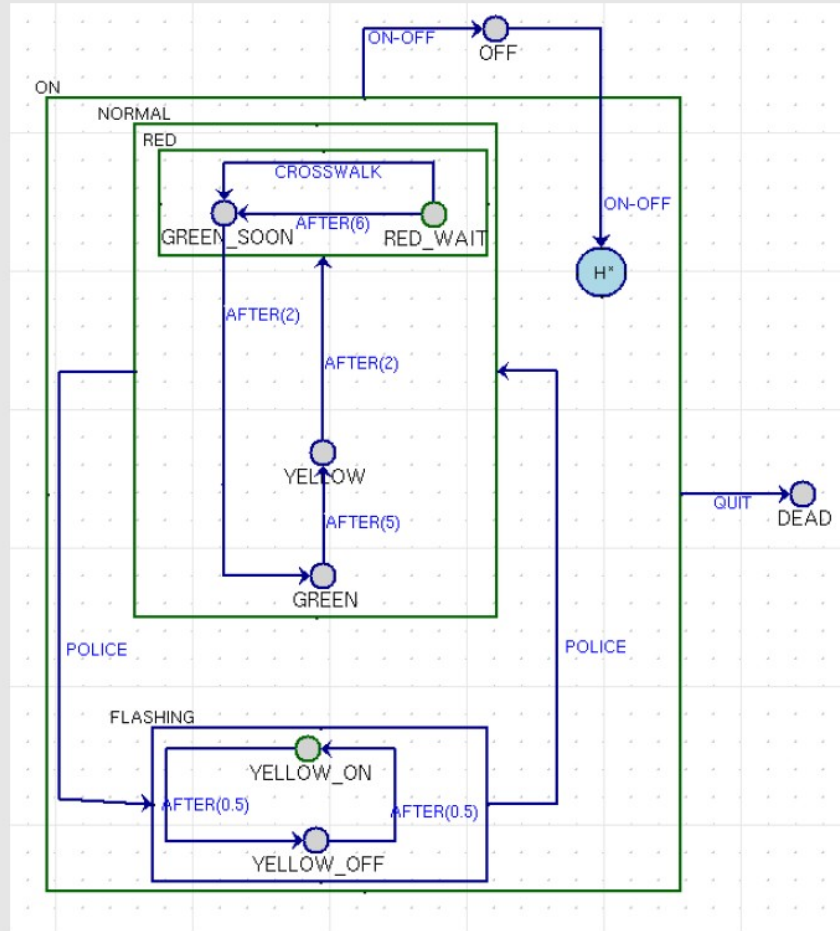 ON-OFF
OFF
ON
NORMAL
RED
CROSSWALK
AFTER(6)
GREEN_SOON
RED_WAIT
ON-OFF
H*
AFTER(2)
AFTER(2)
YELLOW
AFTER(5)
GREEN
QUIT
DEAD
POLICE
POLICE
FLASHING
YELLOW_ON
AFTER(0.5)
AFTER(0.5)
YELLOW_OFF